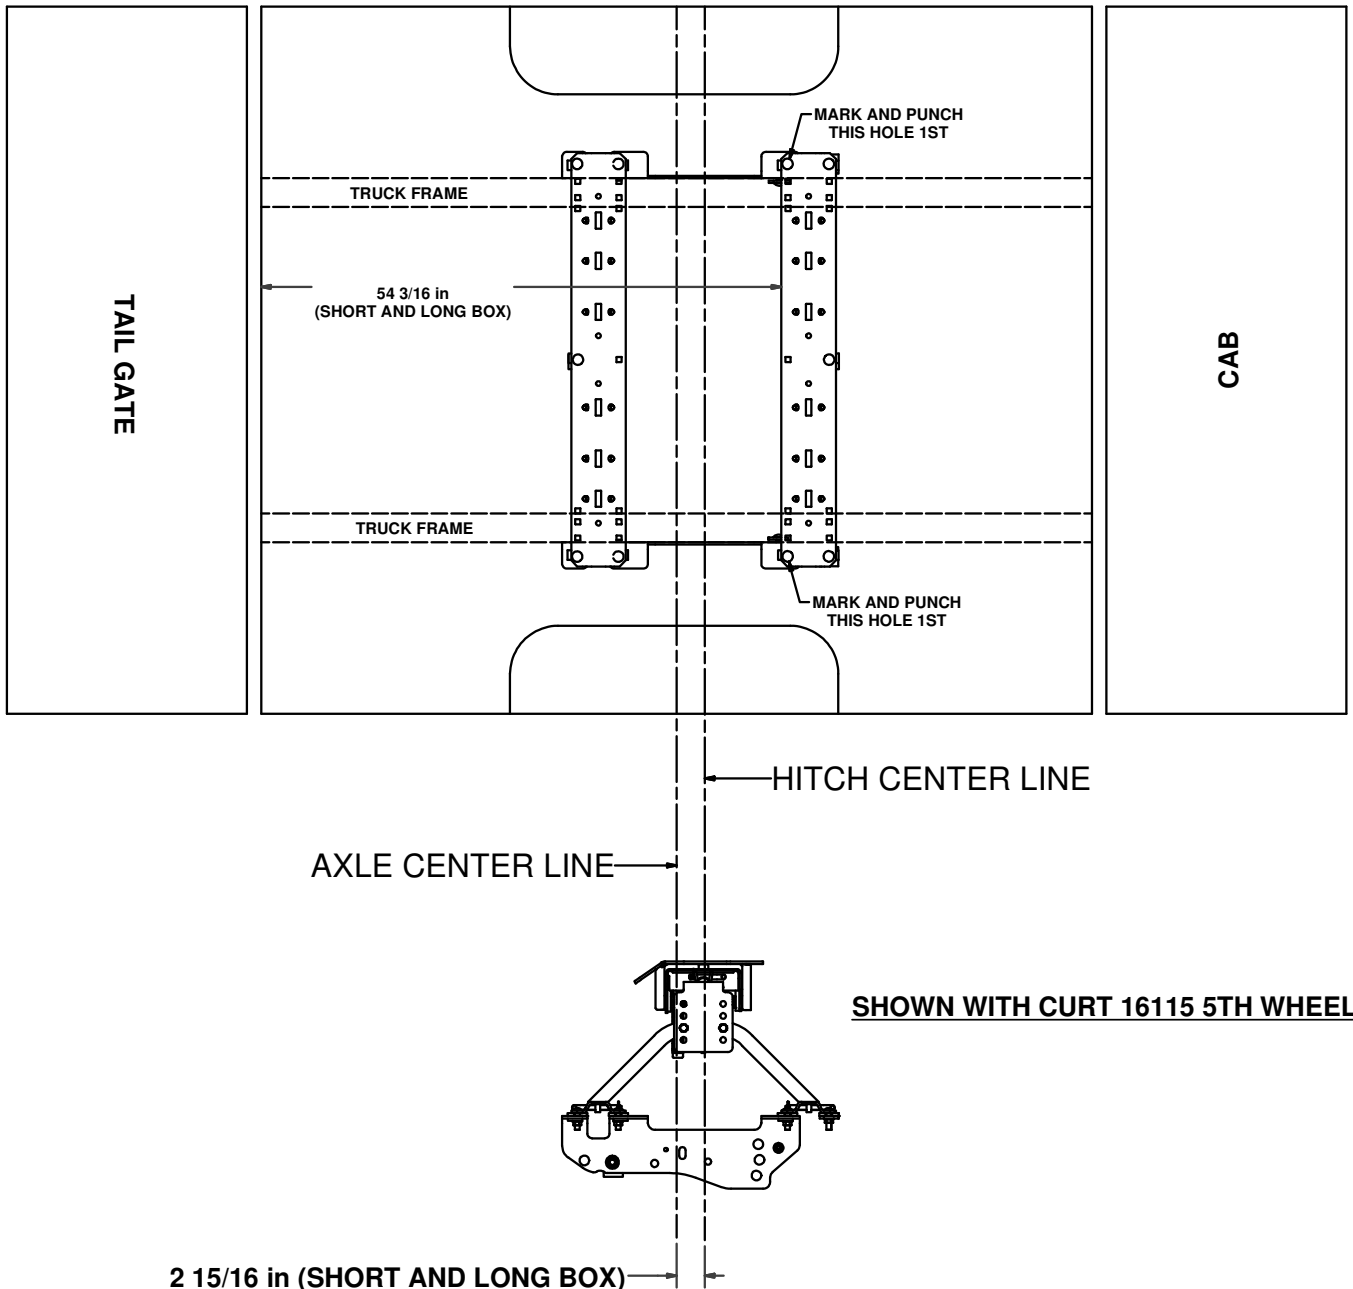 MARK AND PUNCH
THIS HOLE 1ST
TRUCK FRAME
54 3/16 in
(SHORT AND LONG BOX)
TAIL GATE
CAB
TRUCK FRAME
MARK AND PUNCH
THIS HOLE 1ST
HITCH CENTER LINE
AXLE CENTER LINE
SHOWN WITH CURT 16115 5TH WHEEL
2 15/16 in (SHORT AND LONG BOX)